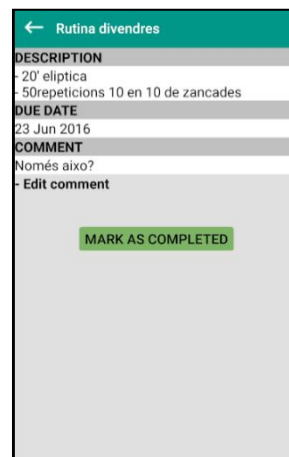 ← Rutina divendres
DESCRIPTION
- 20' eliptica
- 50repeticions 10 en 10 de zancades
DUE DATE
23 Jun 2016
COMMENT
Només aixo?
- Edit comment
MARK AS COMPLETED